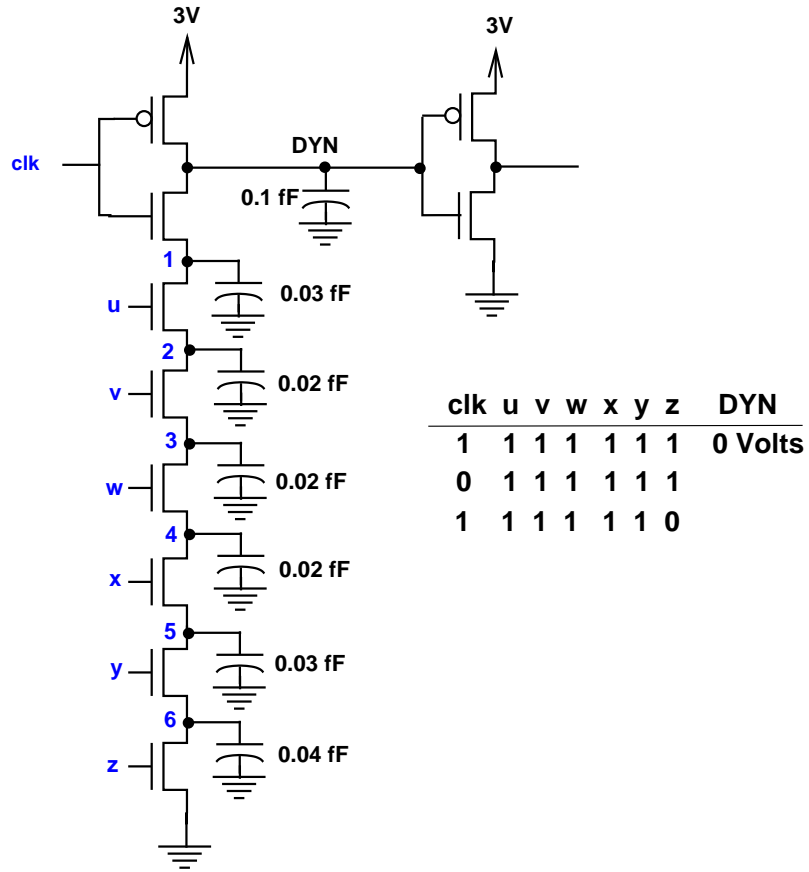 3V
3V
DYN
clk
0.1 fF
1
0.03 fF
u
2
0.02 fF
v
3
0.02 fF
w
4
0.02 fF
x
5
0.03 fF
y
6
0.04 fF
z
clk u v w x y z DYN
1 1 1 1 1 1 1 0 Volts
0 1 1 1 1 1 1
1 1 1 1 1 1 0